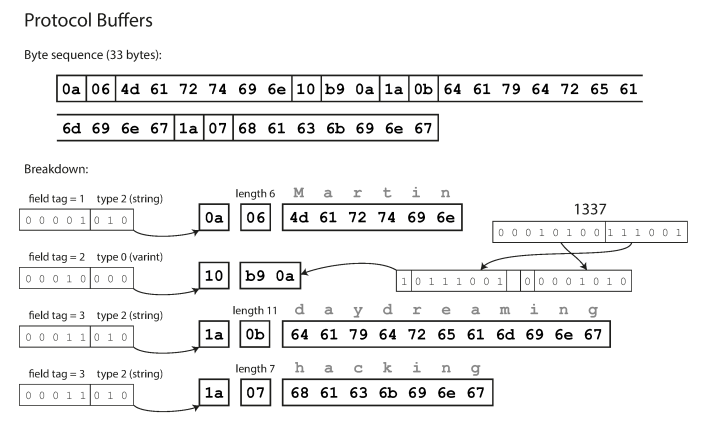 Protocol Buffers
Byte sequence (33 bytes):
0a 06 4d 61 72 74 69 6e 10 b9 0a 1a 0b 64 61 79 64 72 65 61
6d 69 6e 67 1a 07 68 61 63 6b 69 6e 67
Breakdown:
field tag = 1 type 2 (string) length 6 M a r t i n
0 0 0 0 1 0 1 0 0a 06 4d 61 72 74 69 6e
1337
0 0 0 1 0 1 0 0 1 1 1 0 0 1
field tag = 2 type 0 (varint)
0 0 0 1 0 0 0 0 10 b9 0a 1 0 1 1 1 0 0 1 0 0 0 0 1 0 1 0
field tag = 3 type 2 (string) length 11 d a y d r e a m i n g
0 0 0 1 1 0 1 0 1a 0b 64 61 79 64 72 65 61 6d 69 6e 67
field tag = 3 type 2 (string) length 7 h a c k i n g
0 0 0 1 1 0 1 0 1a 07 68 61 63 6b 69 6e 67